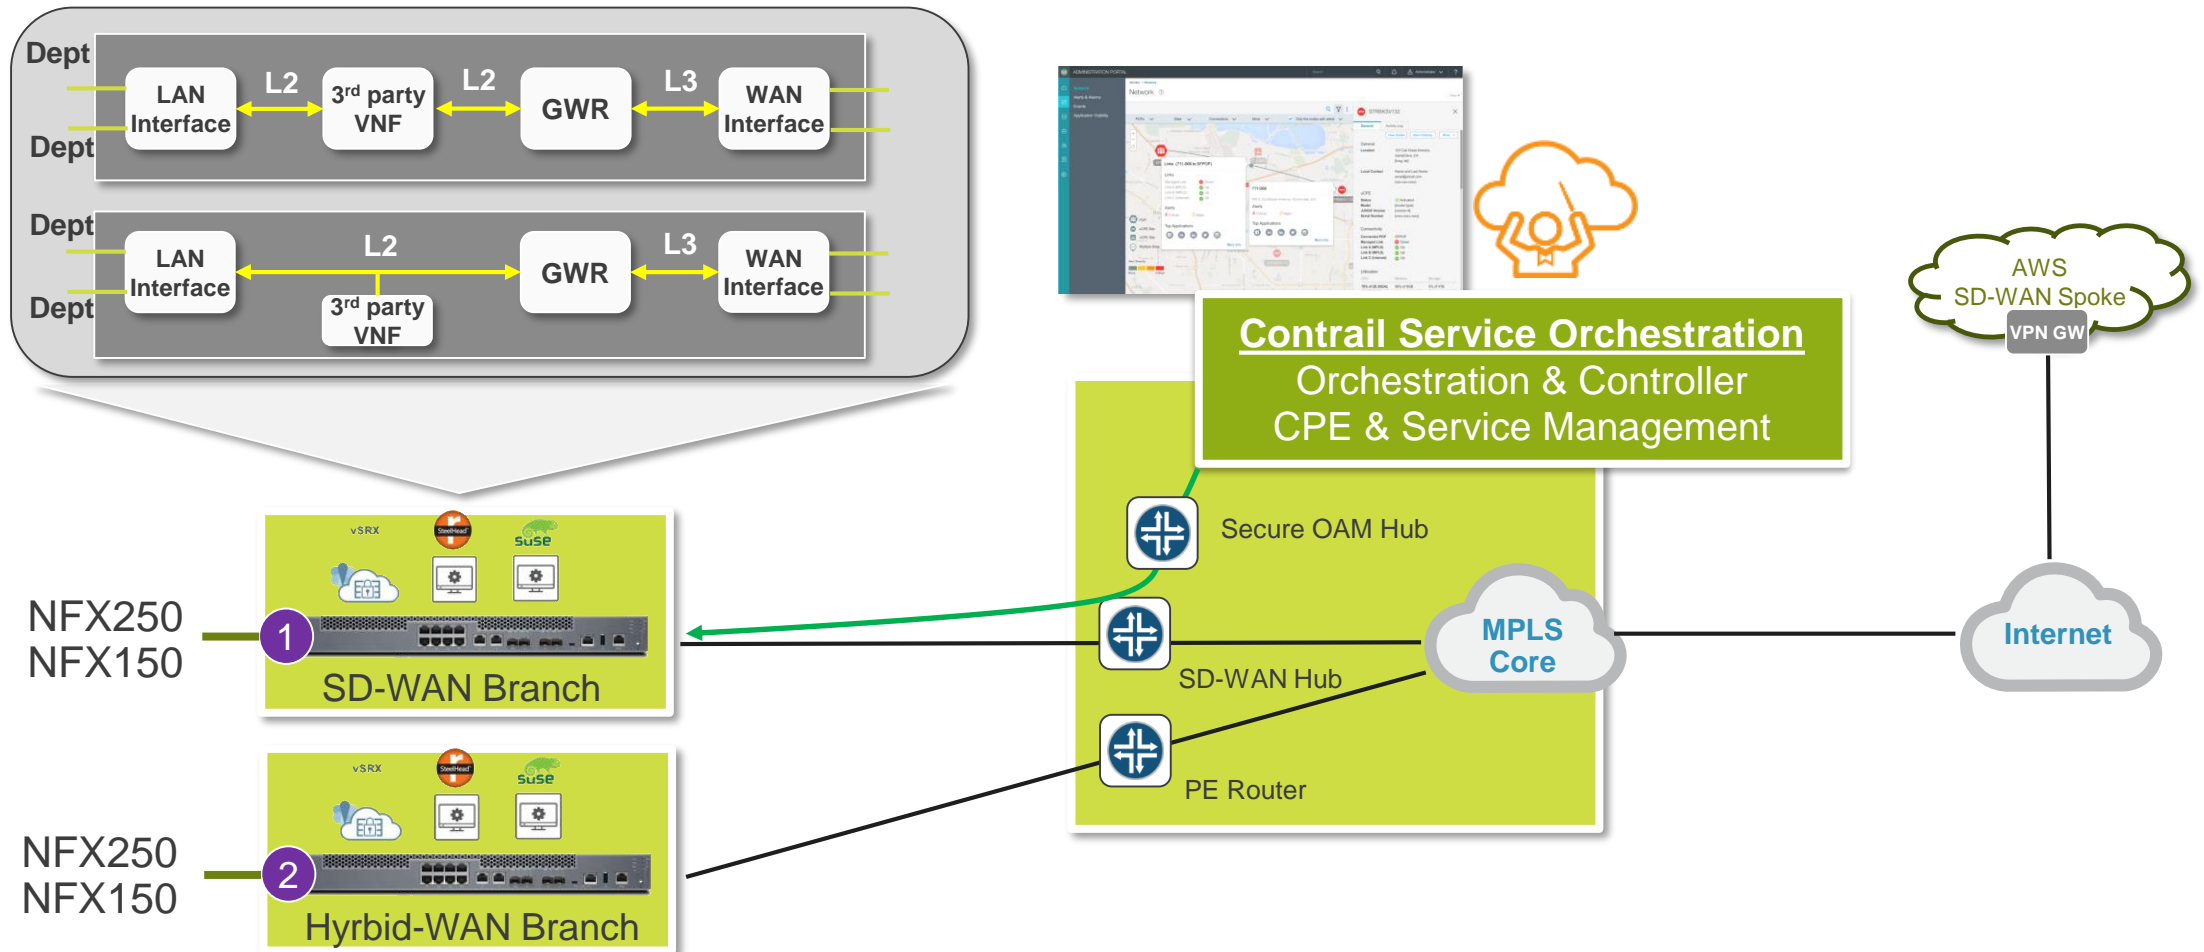 Dept
LAN
Interface
L2
3rd party
VNF
L2
GWR
L3
WAN
Interface
Dept
Dept
LAN
Interface
L2
GWR
L3
WAN
Interface
3rd party
VNF
Dept
ADMINISTRATION PORTAL
Network
Contrail Service Orchestration
Orchestration & Controller
CPE & Service Management
AWS
SD-WAN Spoke
VPN GW
vSRX
SteelHead
SUSE
NFX250
NFX150
1
SD-WAN Branch
Secure OAM Hub
SD-WAN Hub
MPLS
Core
Internet
PE Router
vSRX
SteelHead
SUSE
NFX250
NFX150
2
Hyrbid-WAN Branch